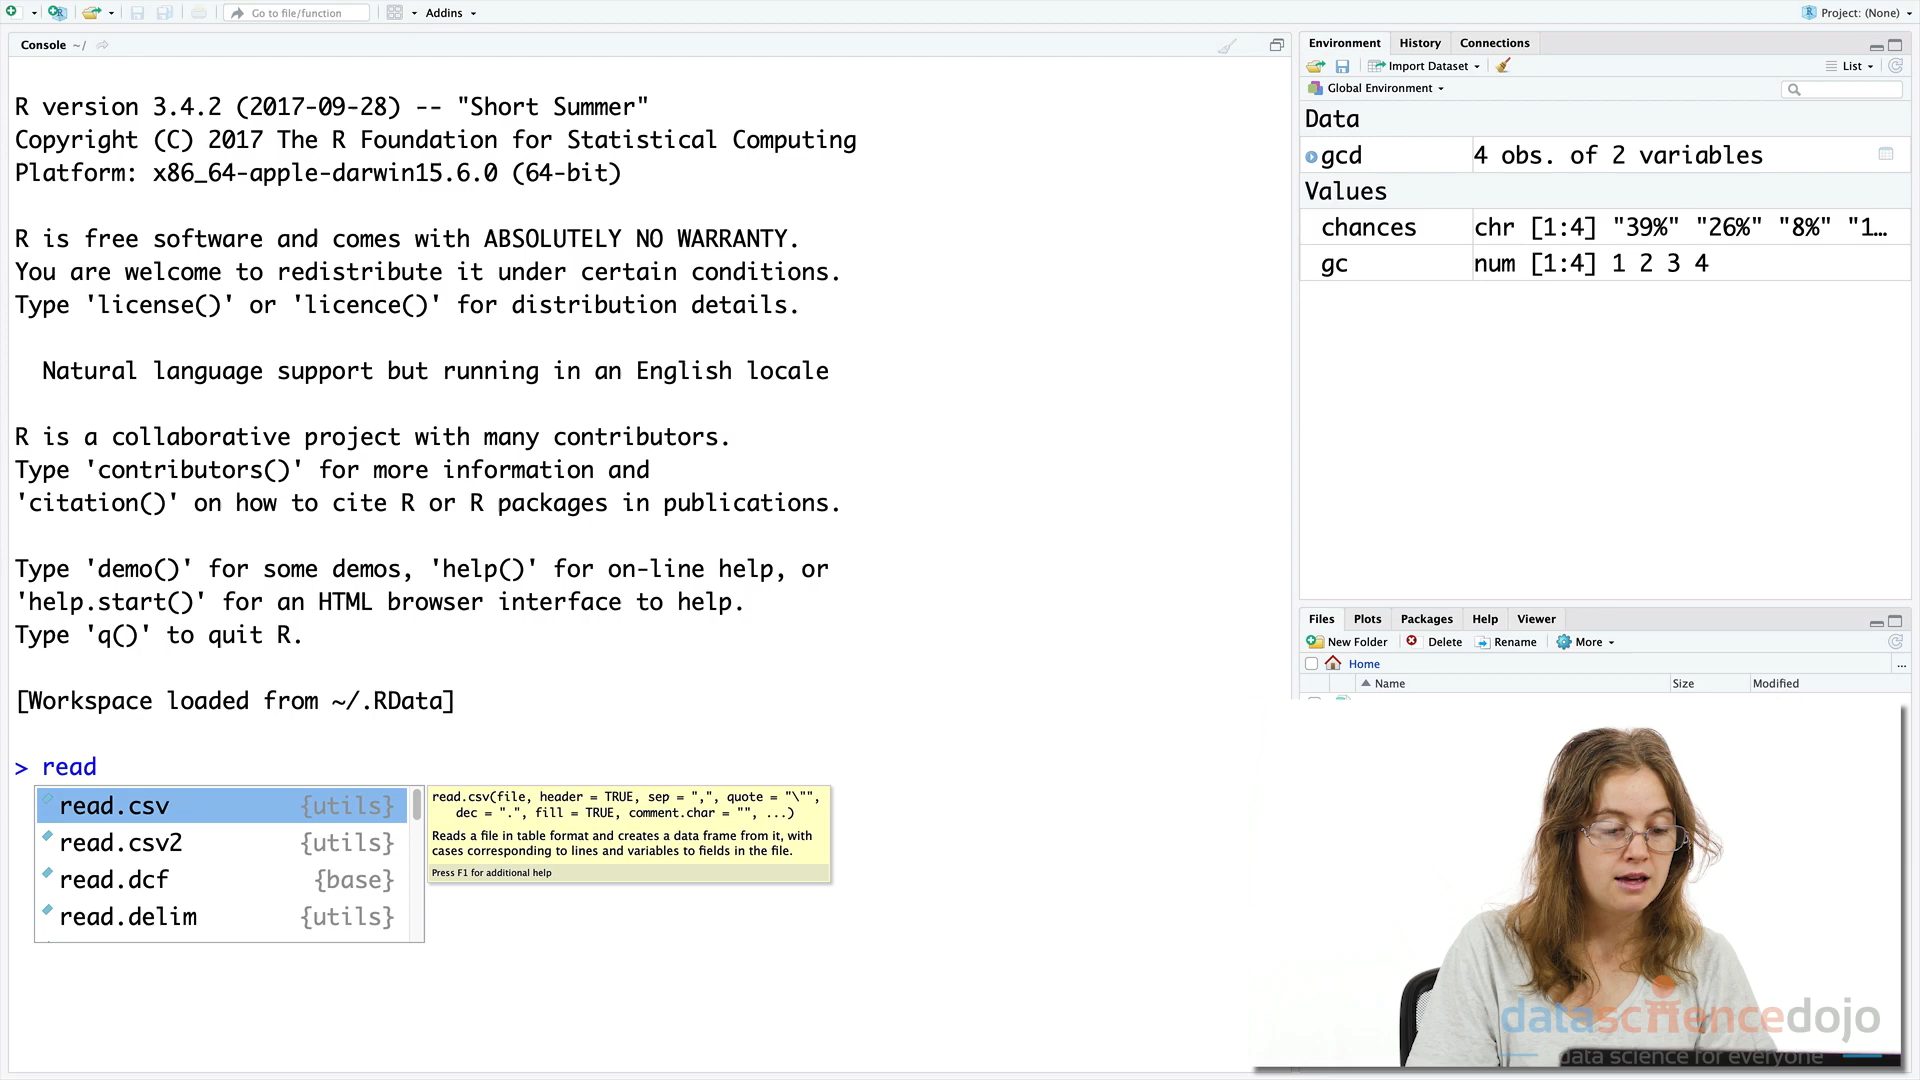 Go to file/function
Addins
Project: (None)
Console ~/
R version 3.4.2 (2017-09-28) -- "Short Summer"
Copyright (C) 2017 The R Foundation for Statistical Computing
Platform: x86_64-apple-darwin15.6.0 (64-bit)
R is free software and comes with ABSOLUTELY NO WARRANTY.
You are welcome to redistribute it under certain conditions.
Type 'license()' or 'licence()' for distribution details.
Natural language support but running in an English locale
R is a collaborative project with many contributors.
Type 'contributors()' for more information and
'citation()' on how to cite R or R packages in publications.
Type 'demo()' for some demos, 'help()' for on-line help, or
'help.start()' for an HTML browser interface to help.
Type 'q()' to quit R.
[Workspace loaded from ~/.RData]
> read
read.csv {utils}
read.csv2 {utils}
read.dcf {base}
read.delim {utils}
read.csv(file, header = TRUE, sep = ",", quote = "\"",
dec = ".", fill = TRUE, comment.char = "", ...)
Reads a file in table format and creates a data frame from it, with
cases corresponding to lines and variables to fields in the file.
Press F1 for additional help
Environment History Connections
Import Dataset List
Global Environment
Data
gcd 4 obs. of 2 variables
Values
chances chr [1:4] "39%" "26%" "8%" "1…
gc num [1:4] 1 2 3 4
Files Plots Packages Help Viewer
New Folder Delete Rename More
Home ...
Name Size Modified
datasciencedojo
data science for everyone